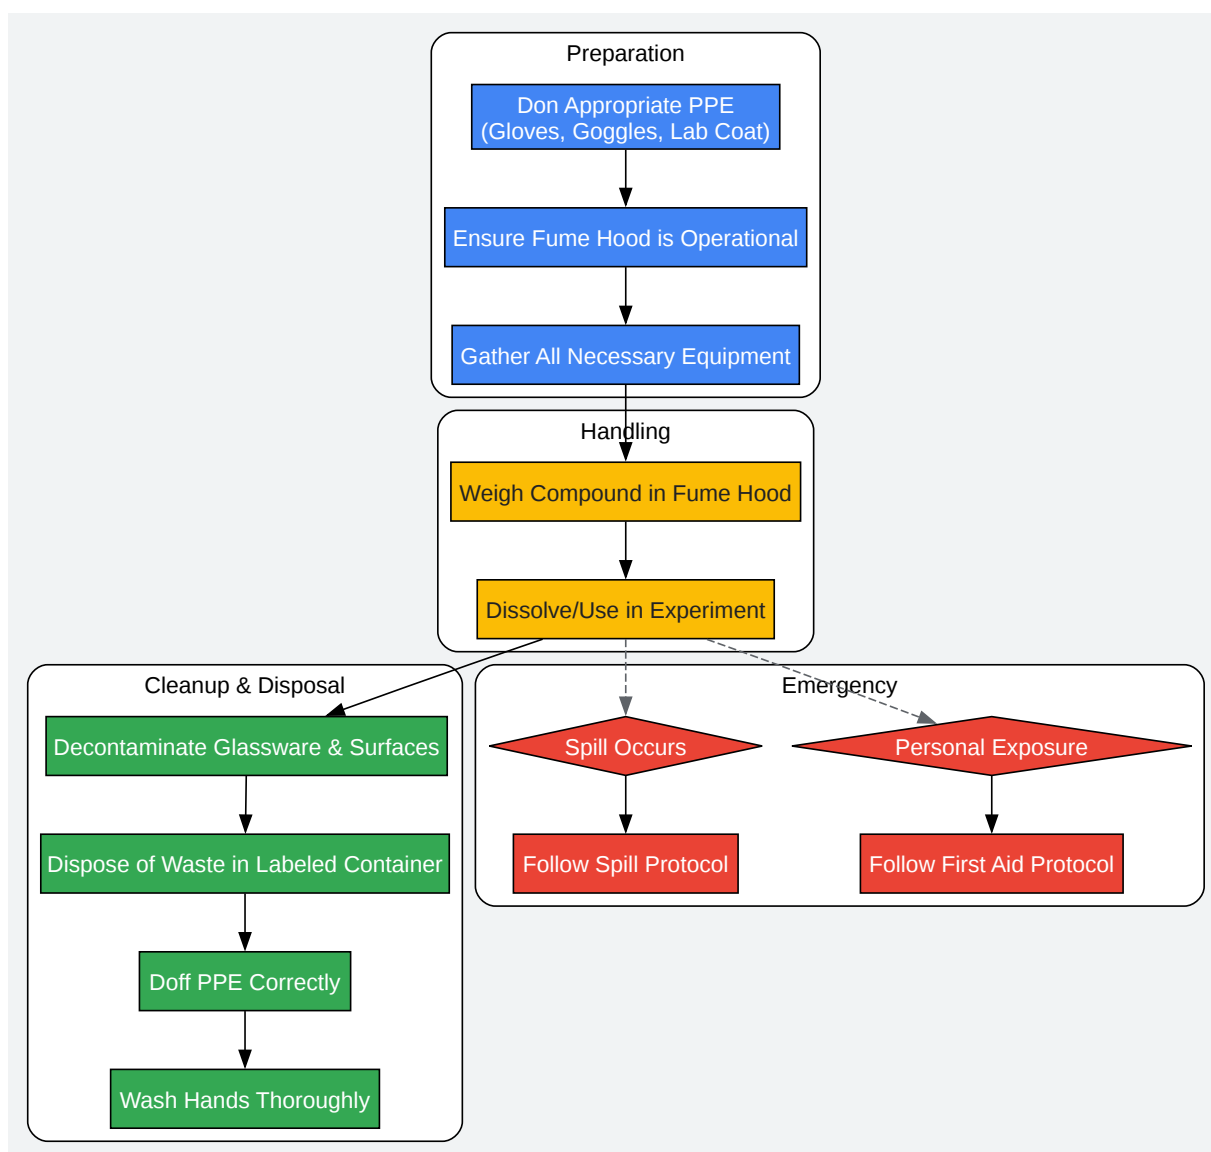 Preparation
Don Appropriate PPE
(Gloves, Goggles, Lab Coat)
Ensure Fume Hood is Operational
Gather All Necessary Equipment
Handling
Weigh Compound in Fume Hood
Dissolve/Use in Experiment
Cleanup & Disposal
Decontaminate Glassware & Surfaces
Dispose of Waste in Labeled Container
Doff PPE Correctly
Wash Hands Thoroughly
Emergency
Spill Occurs
Personal Exposure
Follow Spill Protocol
Follow First Aid Protocol